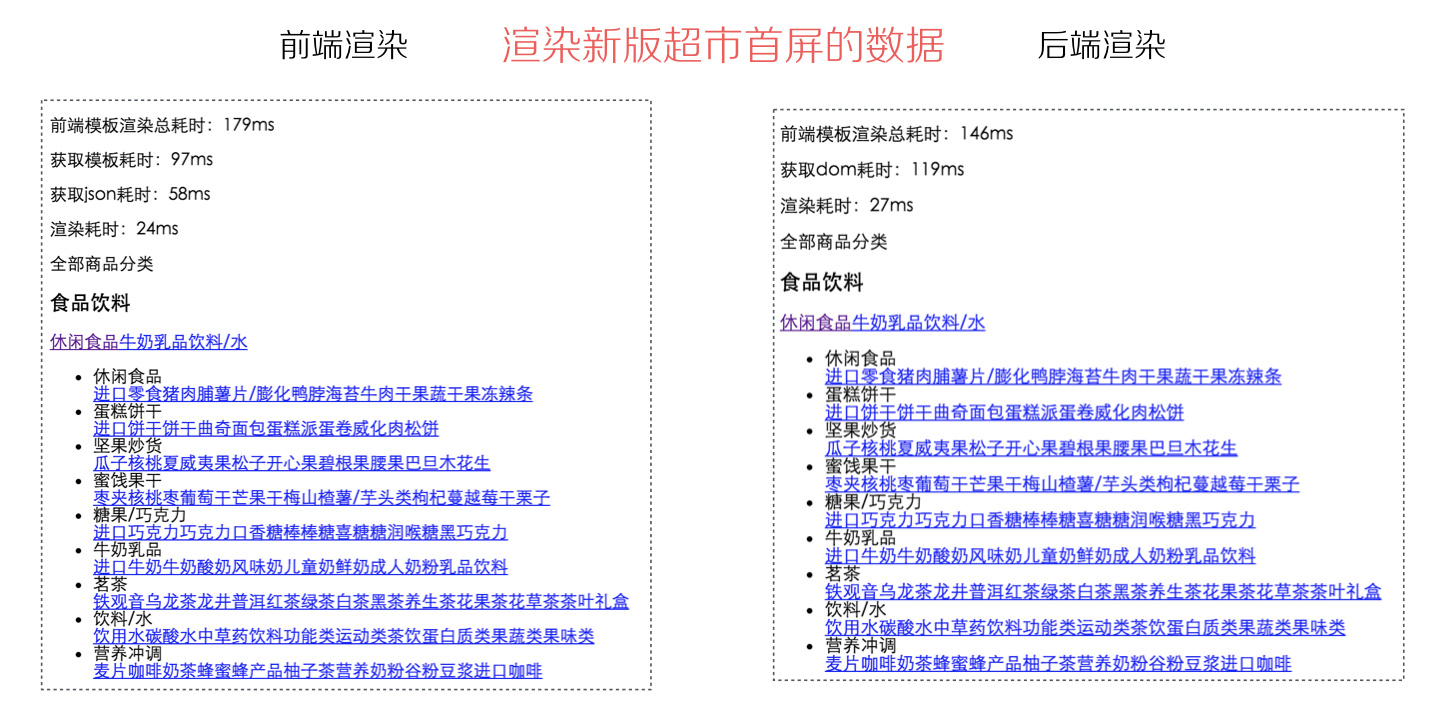 前端渲染
渲染新版超市首屏的数据
后端渲染
前端模板渲染总耗时：179ms
获取模板耗时：97ms
获取json耗时：58ms
渲染耗时：24ms
全部商品分类
食品饮料
休闲食品牛奶乳品饮料/水
休闲食品
进口零食猪肉脯薯片/膨化鸭脖海苔牛肉干果蔬干果冻辣条
蛋糕饼干
进口饼干饼干曲奇面包蛋糕派蛋卷威化肉松饼
坚果炒货
瓜子核桃夏威夷果松子开心果碧根果腰果巴旦木花生
蜜饯果干
枣夹核桃枣葡萄干芒果干梅山楂薯/芋头类枸杞蔓越莓干栗子
糖果/巧克力
进口巧克力巧克力口香糖棒棒糖喜糖糖润喉糖黑巧克力
牛奶乳品
进口牛奶牛奶酸奶风味奶儿童奶鲜奶成人奶粉乳品饮料
茗茶
铁观音乌龙茶龙井普洱红茶绿茶白茶黑茶养生茶花果茶花草茶茶叶礼盒
饮料/水
饮用水碳酸水中草药饮料功能类运动类茶饮蛋白质类果蔬类果味类
营养冲调
麦片咖啡奶茶蜂蜜蜂产品柚子茶营养奶粉谷粉豆浆进口咖啡
前端模板渲染总耗时：146ms
获取dom耗时：119ms
渲染耗时：27ms
全部商品分类
食品饮料
休闲食品牛奶乳品饮料/水
休闲食品
进口零食猪肉脯薯片/膨化鸭脖海苔牛肉干果蔬干果冻辣条
蛋糕饼干
进口饼干饼干曲奇面包蛋糕派蛋卷威化肉松饼
坚果炒货
瓜子核桃夏威夷果松子开心果碧根果腰果巴旦木花生
蜜饯果干
枣夹核桃枣葡萄干芒果干梅山楂薯/芋头类枸杞蔓越莓干栗子
糖果/巧克力
进口巧克力巧克力口香糖棒棒糖喜糖糖润喉糖黑巧克力
牛奶乳品
进口牛奶牛奶酸奶风味奶儿童奶鲜奶成人奶粉乳品饮料
茗茶
铁观音乌龙茶龙井普洱红茶绿茶白茶黑茶养生茶花果茶花草茶茶叶礼盒
饮料/水
饮用水碳酸水中草药饮料功能类运动类茶饮蛋白质类果蔬类果味类
营养冲调
麦片咖啡奶茶蜂蜜蜂产品柚子茶营养奶粉谷粉豆浆进口咖啡